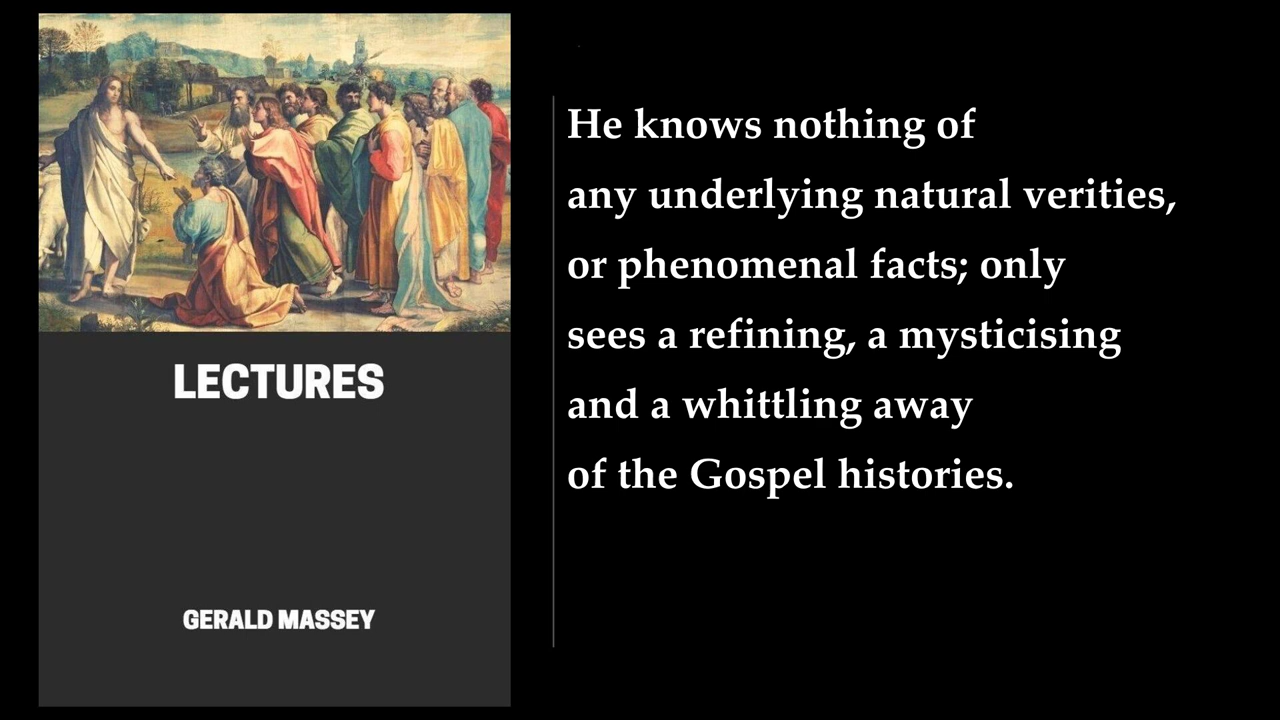 LECTURES
GERALD MASSEY
He knows nothing of
any underlying natural verities,
or phenomenal facts; only
sees a refining, a mysticising
and a whittling away
of the Gospel histories.